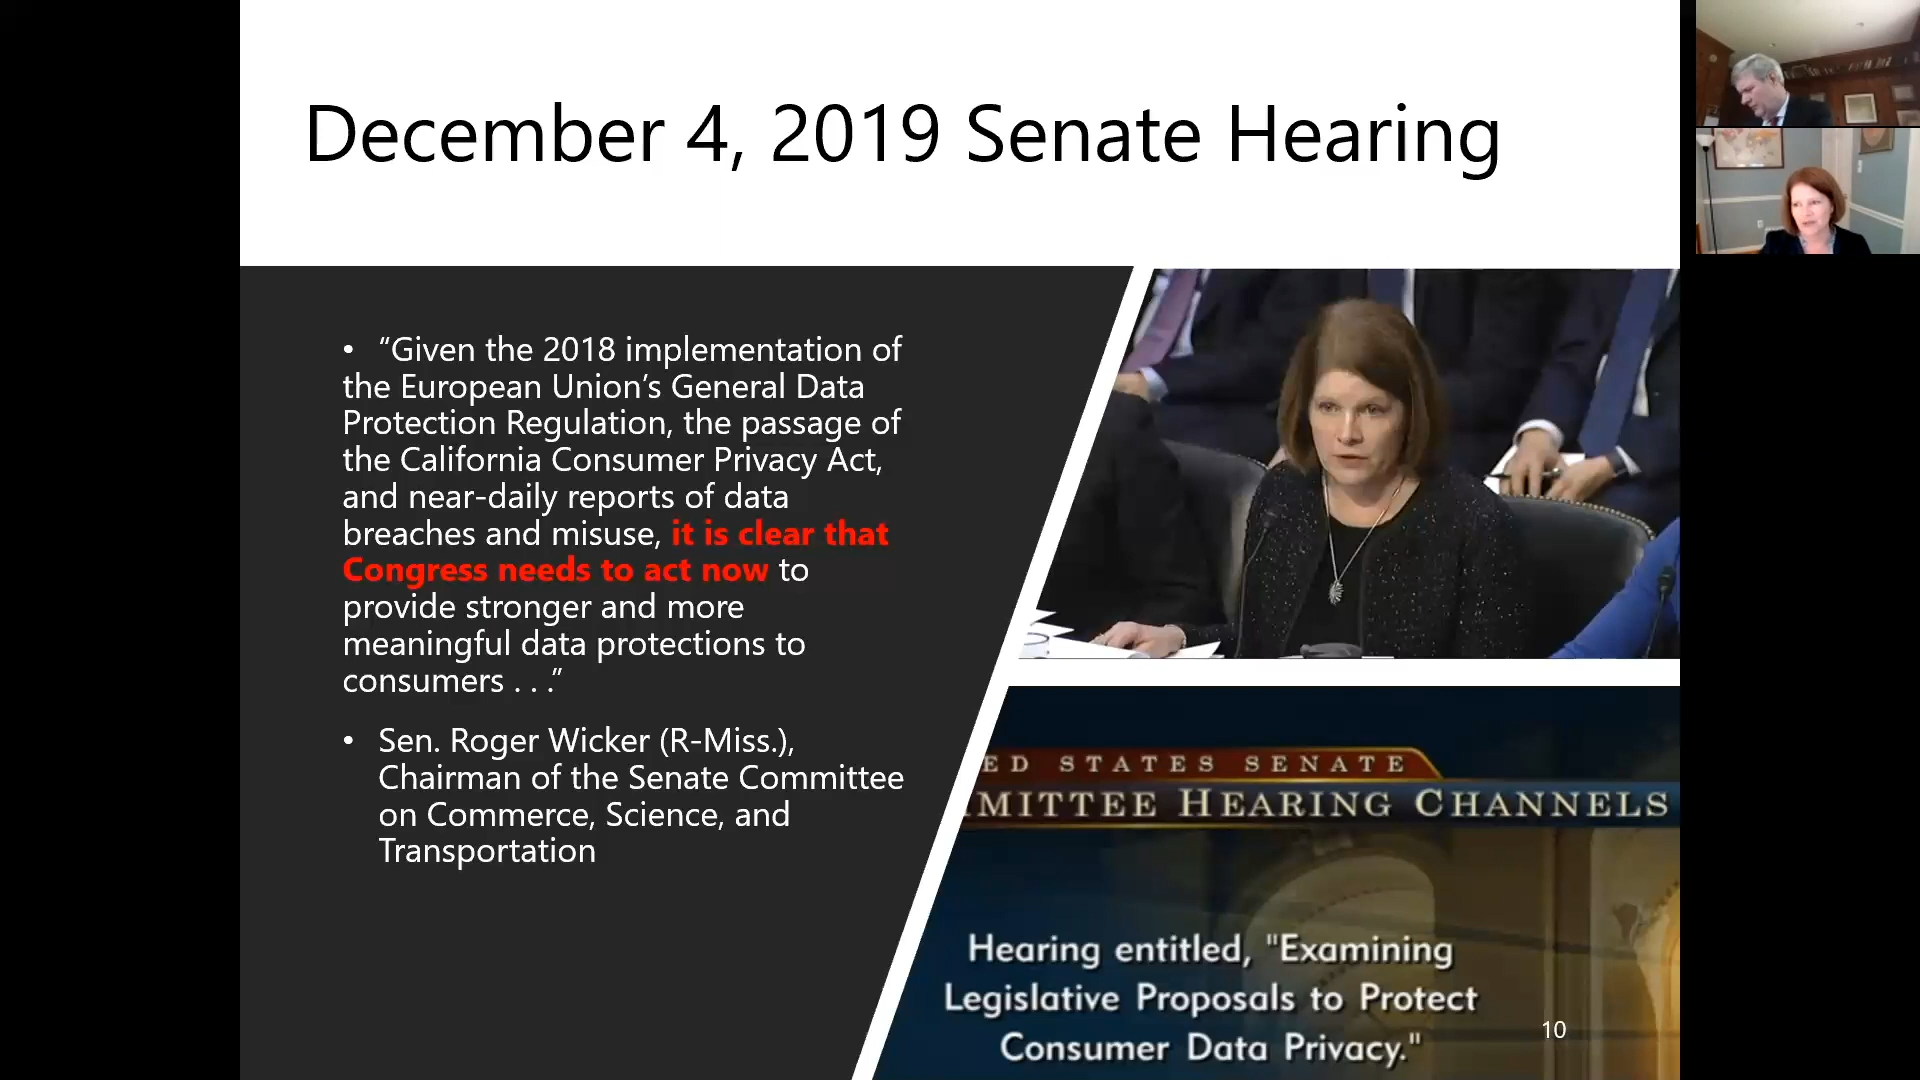 December 4, 2019 Senate Hearing
• “Given the 2018 implementation of
the European Union’s General Data
Protection Regulation, the passage of
the California Consumer Privacy Act,
and near-daily reports of data
breaches and misuse, it is clear that
Congress needs to act now to
provide stronger and more
meaningful data protections to
consumers . . .”
• Sen. Roger Wicker (R-Miss.),
Chairman of the Senate Committee
on Commerce, Science, and
Transportation
ED STATES SENATE
MITTEE HEARING CHANNELS
Hearing entitled, "Examining
Legislative Proposals to Protect
Consumer Data Privacy."
10